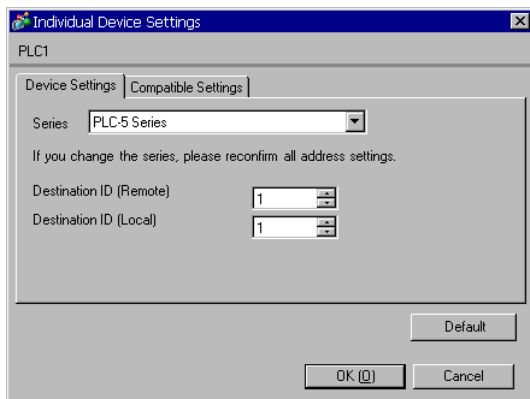 Individual Device Settings
PLC1
Device Settings Compatible Settings
Series PLC-5 Series
If you change the series, please reconfirm all address settings.
Destination ID (Remote) 1
Destination ID (Local) 1
Default
OK (O) Cancel